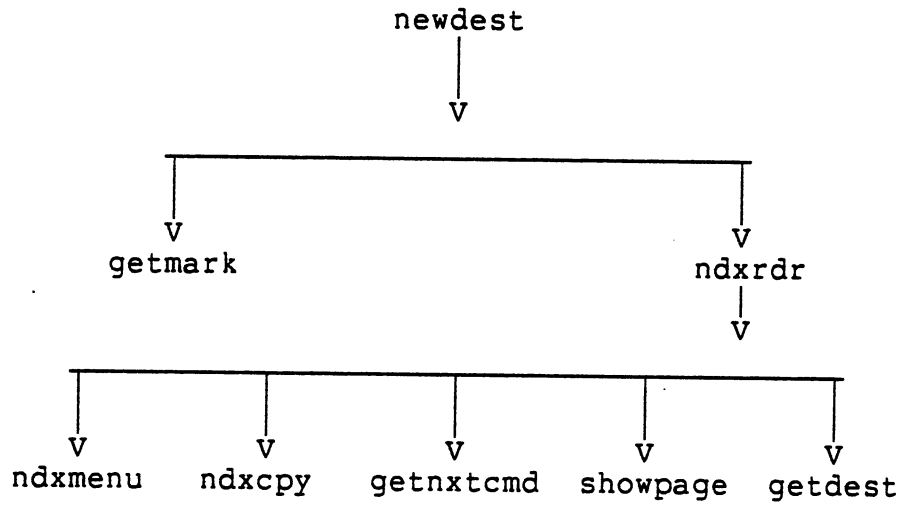 newdest
getmark
ndxrdr
ndxmenu ndxcpy getnxtcmd showpage getdest